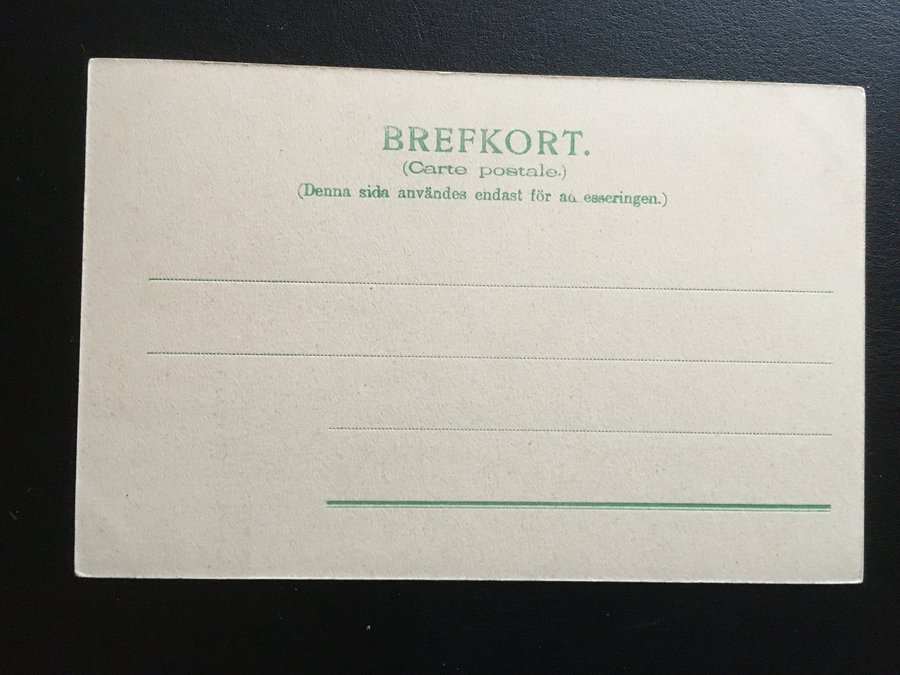 BREFKORT.
(Carte postale.)
(Denna sida användes endast för